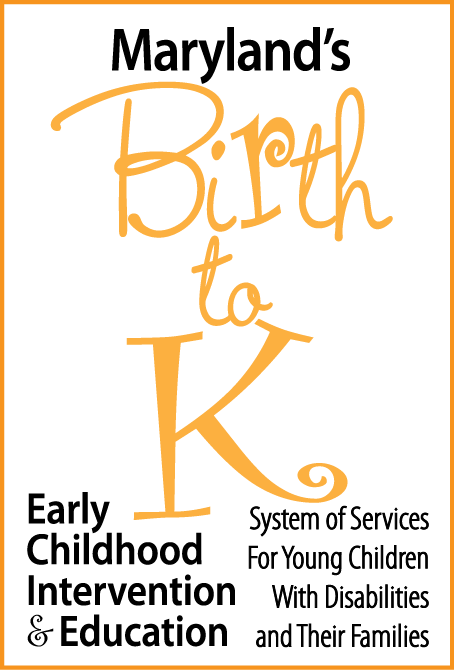 Maryland's
Birth
to
K
Early
Childhood
Intervention
& Education
System of Services
For Young Children
With Disabilities
and Their Families